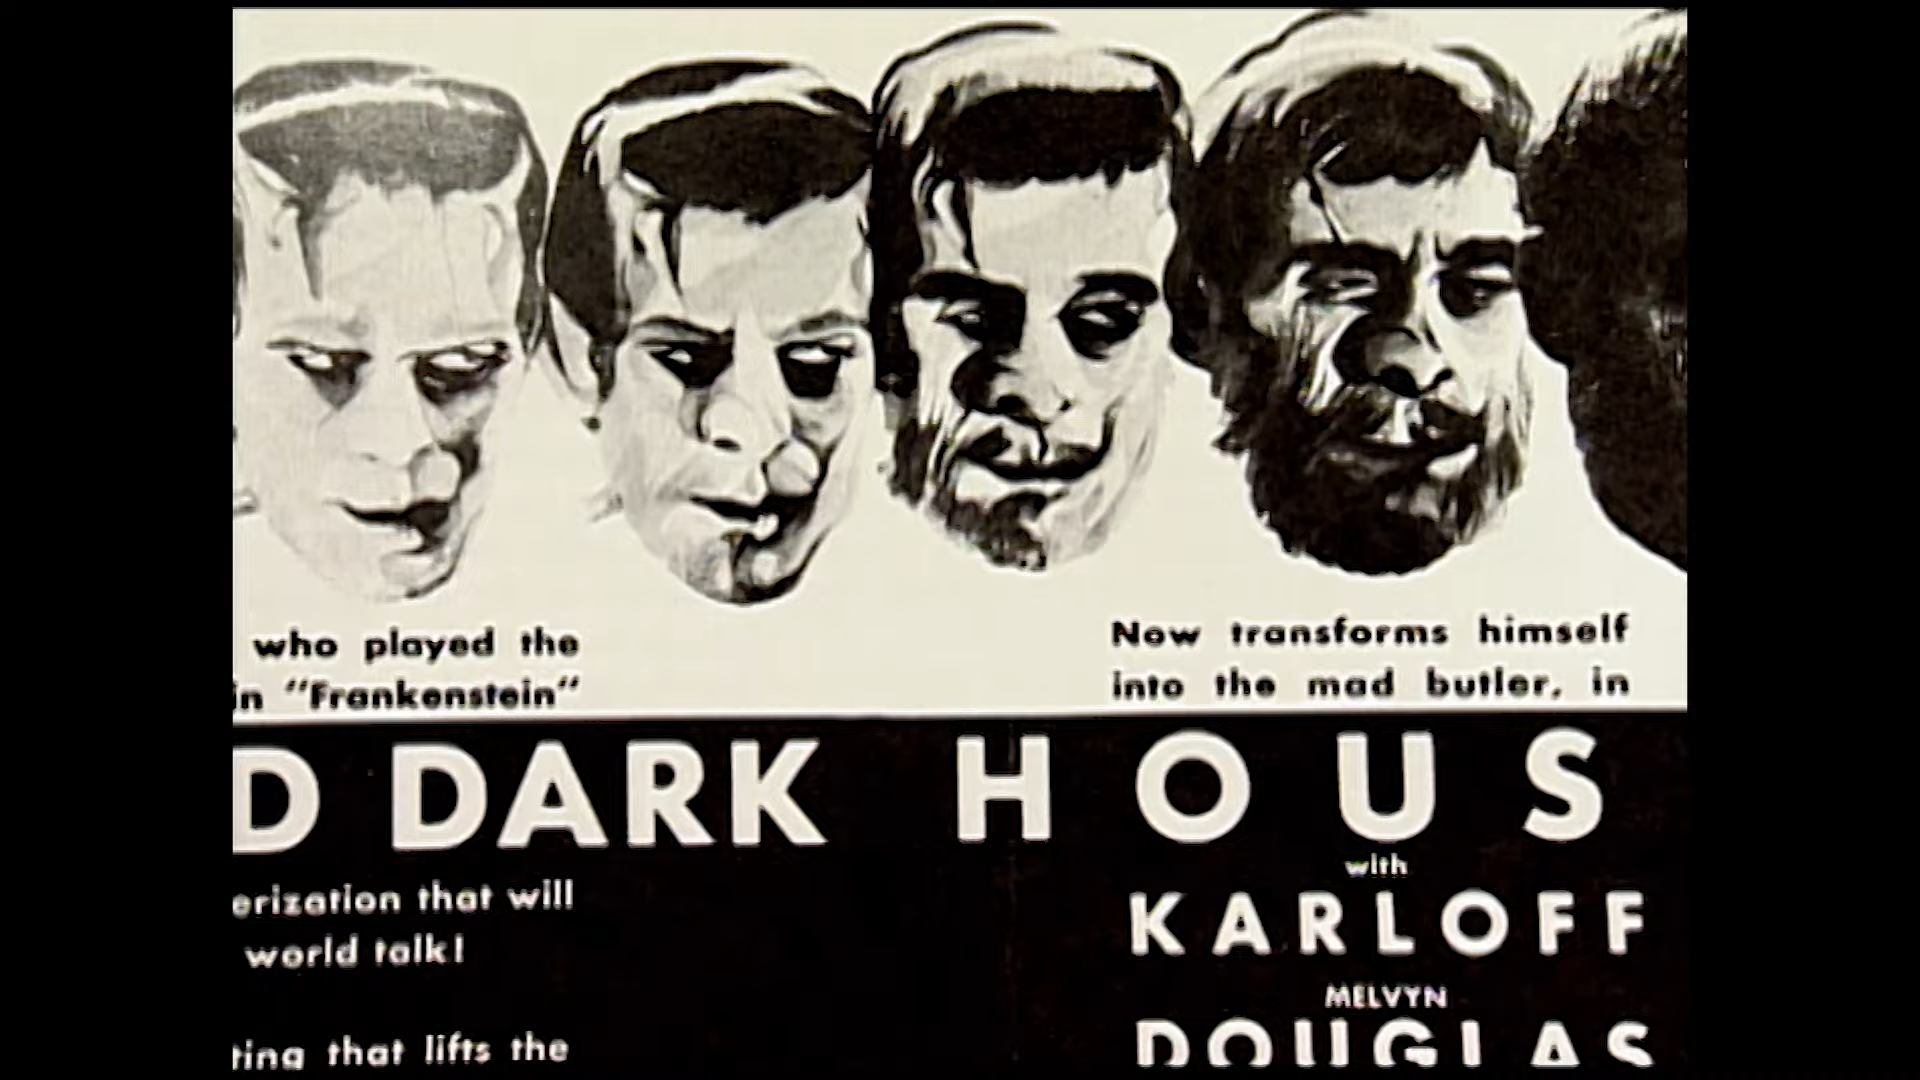 who played the
in "Frankenstein"
Now transforms himself
into the mad butler, in
D DARK HOUS
with
KARLOFF
MELVYN
DOUGLAS
erization that will
world talk!
ting that lifts the